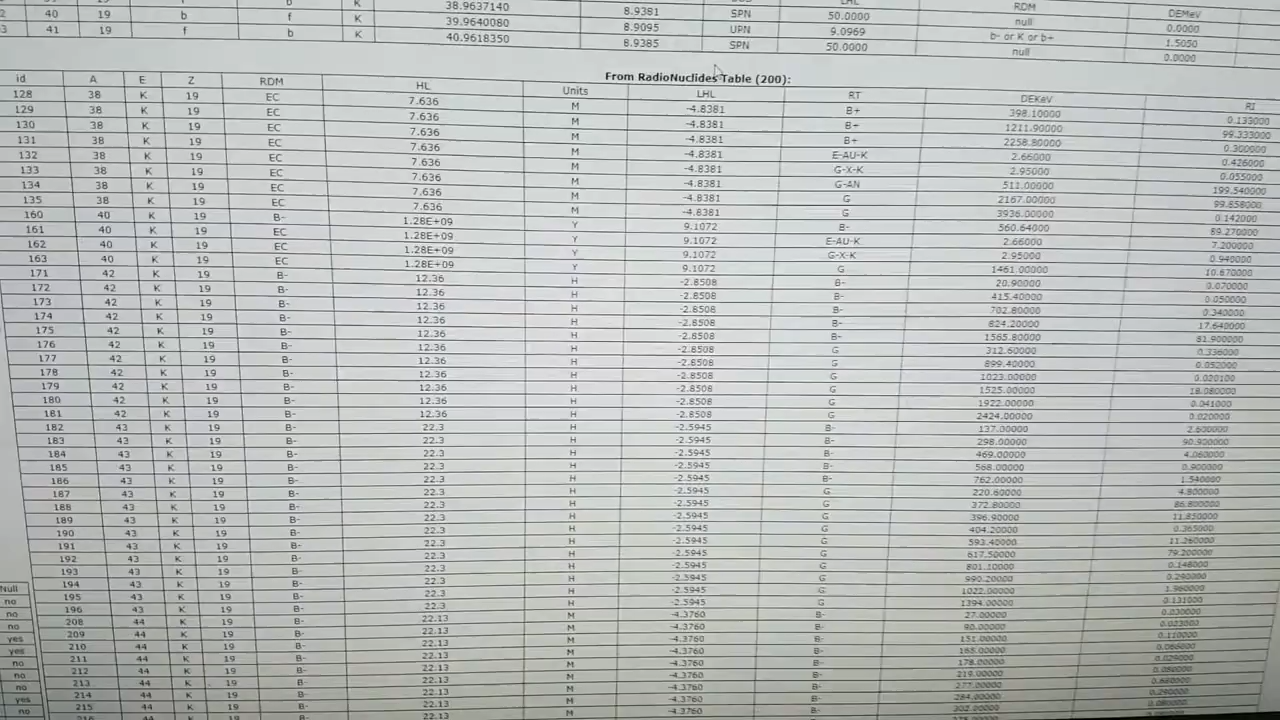 K 38.9637140 8.9381 SPN 50.0000 null 0.0000
2 40 19 b f K 39.9640080 8.9095 UPN 9.0969 b- or K or b+ 1.5050
3 41 19 f b K 40.9618350 8.9385 SPN 50.0000 null 0.0000
RDM DEMeV
From RadioNuclides Table (200):
id A E Z RDM HL Units LHL RT DEKeV RI
128 38 K 19 EC 7.636 M -4.8381 B+ 398.10000 0.133000
129 38 K 19 EC 7.636 M -4.8381 B+ 1211.90000 99.333000
130 38 K 19 EC 7.636 M -4.8381 B+ 2258.80000 0.300000
131 38 K 19 EC 7.636 M -4.8381 E-AU-K 2.66000 0.426000
132 38 K 19 EC 7.636 M -4.8381 G-X-K 2.95000 0.055000
133 38 K 19 EC 7.636 M -4.8381 G-AN 511.00000 199.540000
134 38 K 19 EC 7.636 M -4.8381 G 2167.00000 99.858000
135 38 K 19 EC 7.636 M -4.8381 G 3936.00000 0.142000
160 40 K 19 B- 1.28E+09 Y 9.1072 B- 560.64000 89.270000
161 40 K 19 EC 1.28E+09 Y 9.1072 E-AU-K 2.66000 7.200000
162 40 K 19 EC 1.28E+09 Y 9.1072 G-X-K 2.95000 0.940000
163 40 K 19 EC 1.28E+09 Y 9.1072 G 1461.00000 10.670000
171 42 K 19 B- 12.36 H -2.8508 B- 20.90000 0.070000
172 42 K 19 B- 12.36 H -2.8508 B- 415.40000 0.050000
173 42 K 19 B- 12.36 H -2.8508 B- 702.80000 0.340000
174 42 K 19 B- 12.36 H -2.8508 B- 824.20000 17.640000
175 42 K 19 B- 12.36 H -2.8508 B- 1565.80000 81.900000
176 42 K 19 B- 12.36 H -2.8508 G 312.60000 0.336000
177 42 K 19 B- 12.36 H -2.8508 G 899.40000 0.052000
178 42 K 19 B- 12.36 H -2.8508 G 1023.00000 0.020100
179 42 K 19 B- 12.36 H -2.8508 G 1525.00000 18.080000
180 42 K 19 B- 12.36 H -2.8508 G 1922.00000 0.041000
181 42 K 19 B- 12.36 H -2.8508 G 2424.00000 0.020000
182 43 K 19 B- 22.3 H -2.5945 B- 137.00000 2.600000
183 43 K 19 B- 22.3 H -2.5945 B- 298.00000 90.900000
184 43 K 19 B- 22.3 H -2.5945 B- 469.00000 4.060000
185 43 K 19 B- 22.3 H -2.5945 B- 568.00000 0.900000
186 43 K 19 B- 22.3 H -2.5945 B- 762.00000 1.540000
187 43 K 19 B- 22.3 H -2.5945 G 220.60000 4.800000
188 43 K 19 B- 22.3 H -2.5945 G 372.80000 86.800000
189 43 K 19 B- 22.3 H -2.5945 G 396.90000 11.850000
190 43 K 19 B- 22.3 H -2.5945 G 404.20000 0.365000
191 43 K 19 B- 22.3 H -2.5945 G 593.40000 11.260000
192 43 K 19 B- 22.3 H -2.5945 G 617.50000 79.200000
193 43 K 19 B- 22.3 H -2.5945 G 801.10000 0.148000
194 43 K 19 B- 22.3 H -2.5945 G 990.20000 0.290000
195 43 K 19 B- 22.3 H -2.5945 G 1022.00000 1.980000
196 43 K 19 B- 22.3 H -2.5945 G 1394.00000 0.131000
208 44 K 19 B- 22.13 M -4.3760 B- 27.00000 0.030000
209 44 K 19 B- 22.13 M -4.3760 B- 90.00000 0.023000
210 44 K 19 B- 22.13 M -4.3760 B- 151.00000 0.110000
211 44 K 19 B- 22.13 M -4.3760 B- 168.00000
212 44 K 19 B- 22.13 M -4.3760 B- 178.00000 0.029000
213 44 K 19 B- 22.13 M -4.3760 B- 219.00000
214 44 K 19 B- 22.13 M -4.3760 B- 277.00000
215 44 K 19 B- 22.13 M -4.3760 B- 284.00000 0.290000
Null
no
no
yes
yes
no
no
no
yes
no